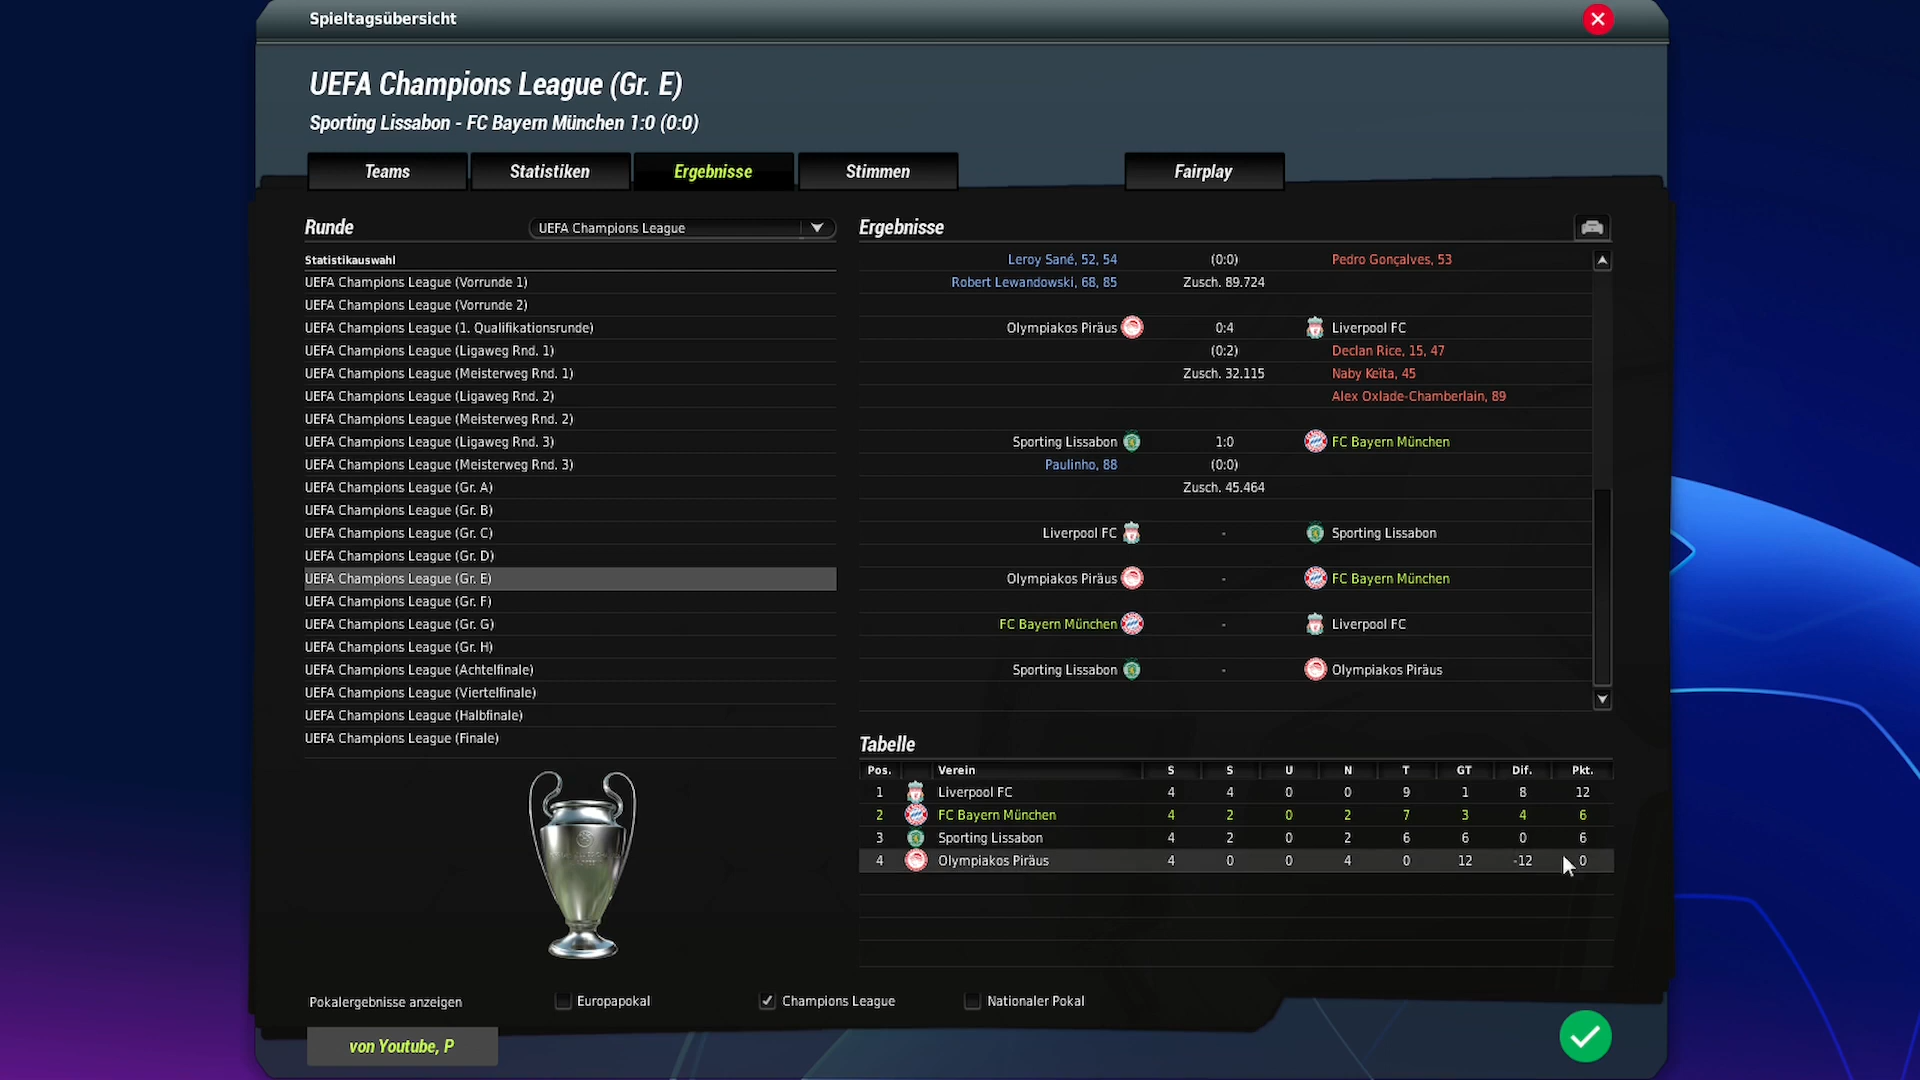 Spieltagsübersicht
UEFA Champions League (Gr. E)
Sporting Lissabon - FC Bayern München 1:0 (0:0)
Teams Statistiken Ergebnisse Stimmen Fairplay
Runde UEFA Champions League
Statistikauswahl
UEFA Champions League (Vorrunde 1)
UEFA Champions League (Vorrunde 2)
UEFA Champions League (1. Qualifikationsrunde)
UEFA Champions League (Ligaweg Rnd. 1)
UEFA Champions League (Meisterweg Rnd. 1)
UEFA Champions League (Ligaweg Rnd. 2)
UEFA Champions League (Meisterweg Rnd. 2)
UEFA Champions League (Ligaweg Rnd. 3)
UEFA Champions League (Meisterweg Rnd. 3)
UEFA Champions League (Gr. A)
UEFA Champions League (Gr. B)
UEFA Champions League (Gr. C)
UEFA Champions League (Gr. D)
UEFA Champions League (Gr. E)
UEFA Champions League (Gr. F)
UEFA Champions League (Gr. G)
UEFA Champions League (Gr. H)
UEFA Champions League (Achtelfinale)
UEFA Champions League (Viertelfinale)
UEFA Champions League (Halbfinale)
UEFA Champions League (Finale)
Ergebnisse
Leroy Sané, 52, 54 (0:0) Pedro Gonçalves, 53
Robert Lewandowski, 68, 85 Zusch. 89.724
Olympiakos Piräus 0:4 Liverpool FC
(0:2) Declan Rice, 15, 47
Zusch. 32.115 Naby Keïta, 45
Alex Oxlade-Chamberlain, 89
Sporting Lissabon 1:0 FC Bayern München
Paulinho, 88 (0:0)
Zusch. 45.464
Liverpool FC - Sporting Lissabon
Olympiakos Piräus - FC Bayern München
FC Bayern München - Liverpool FC
Sporting Lissabon - Olympiakos Piräus
Tabelle
Pos. Verein S S U N T GT Dif. Pkt.
1 Liverpool FC 4 4 0 0 9 1 8 12
2 FC Bayern München 4 2 0 2 7 3 4 6
3 Sporting Lissabon 4 2 0 2 6 6 0 6
4 Olympiakos Piräus 4 0 0 4 0 12 -12 0
Pokalergebnisse anzeigen Europapokal Champions League Nationaler Pokal
von Youtube, P